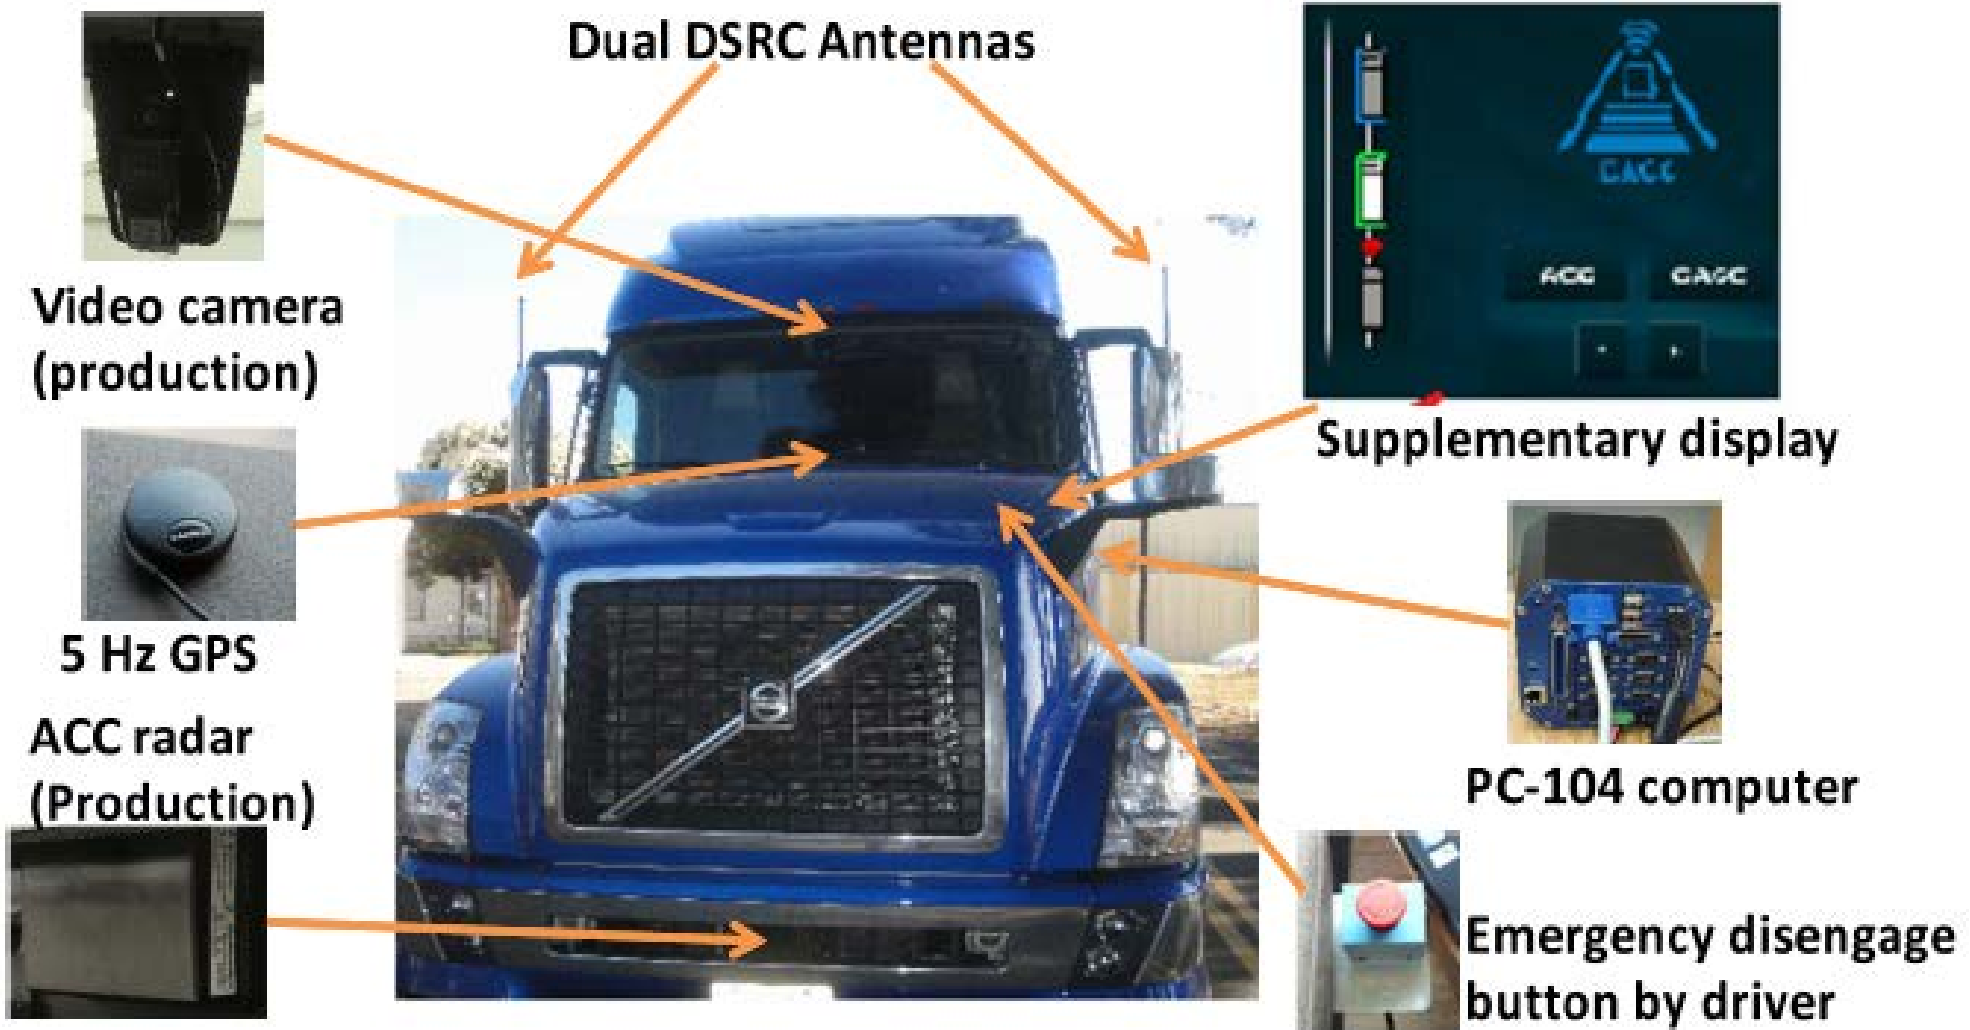 Dual DSRC Antennas
Video camera
(production)
5 Hz GPS
ACC radar
(Production)
CACC
ACC
CACC
Supplementary display
PC-104 computer
Emergency disengage
button by driver